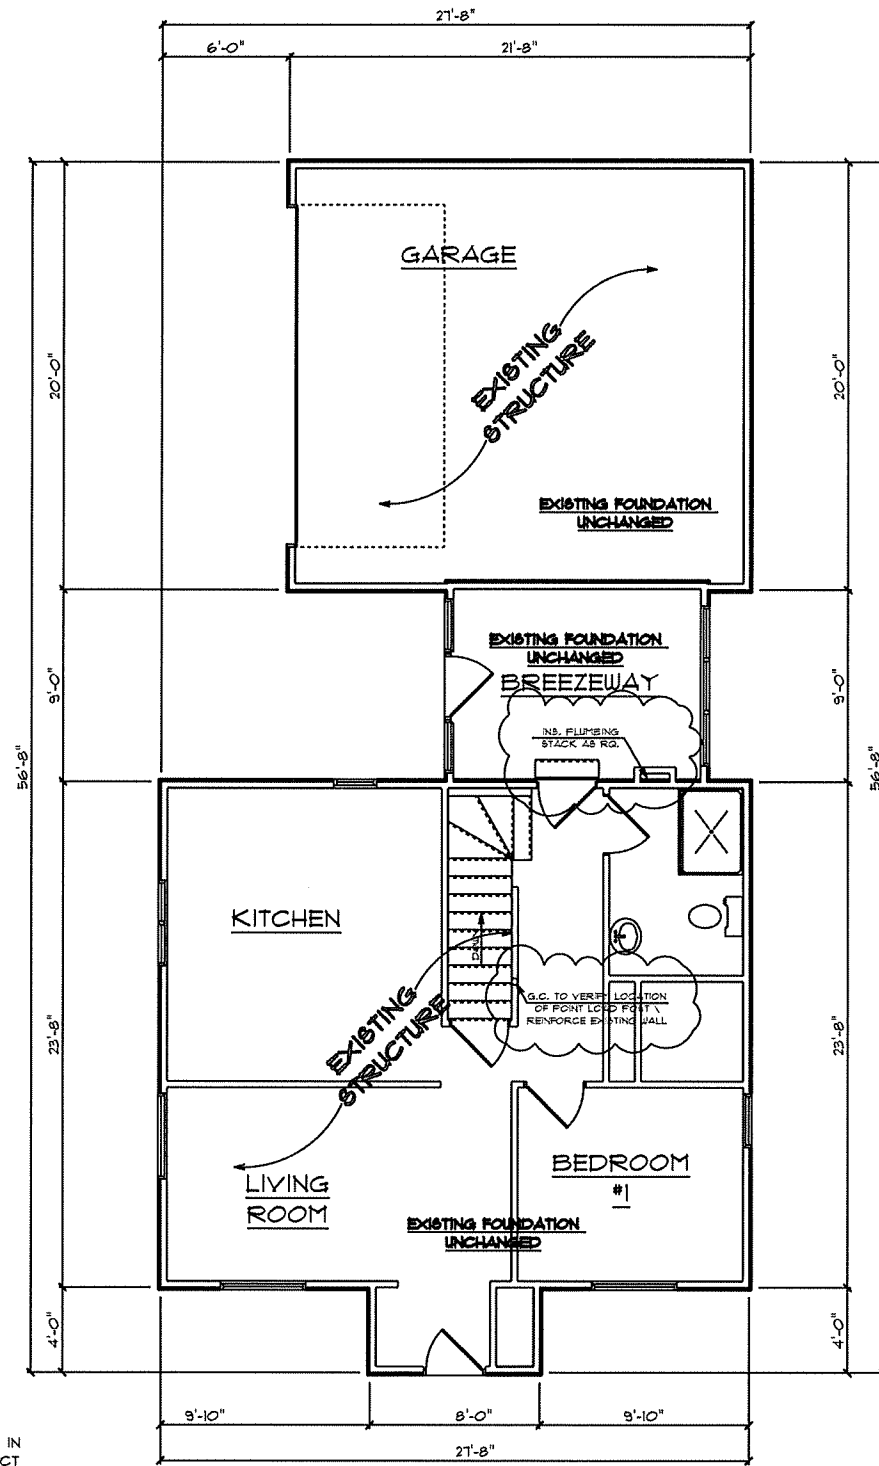 27'-8"
6'-0"
21'-8"
GARAGE
EXISTING
STRUCTURE
20'-0"
20'-0"
EXISTING FOUNDATION
UNCHANGED
EXISTING FOUNDATION
UNCHANGED
BREEZEWAY
9'-0"
9'-0"
INS. PLUMBING
STACK AS RQ.
56'-8"
56'-8"
KITCHEN
DOWN
G.C. TO VERIFY LOCATION
OF POINT LOAD POST \
REINFORCE EXISTING WALL
EXISTING
STRUCTURE
23'-8"
23'-8"
BEDROOM
#1
LIVING
ROOM
EXISTING FOUNDATION
UNCHANGED
4'-0"
4'-0"
9'-10"
8'-0"
9'-10"
27'-8"
IN
CT